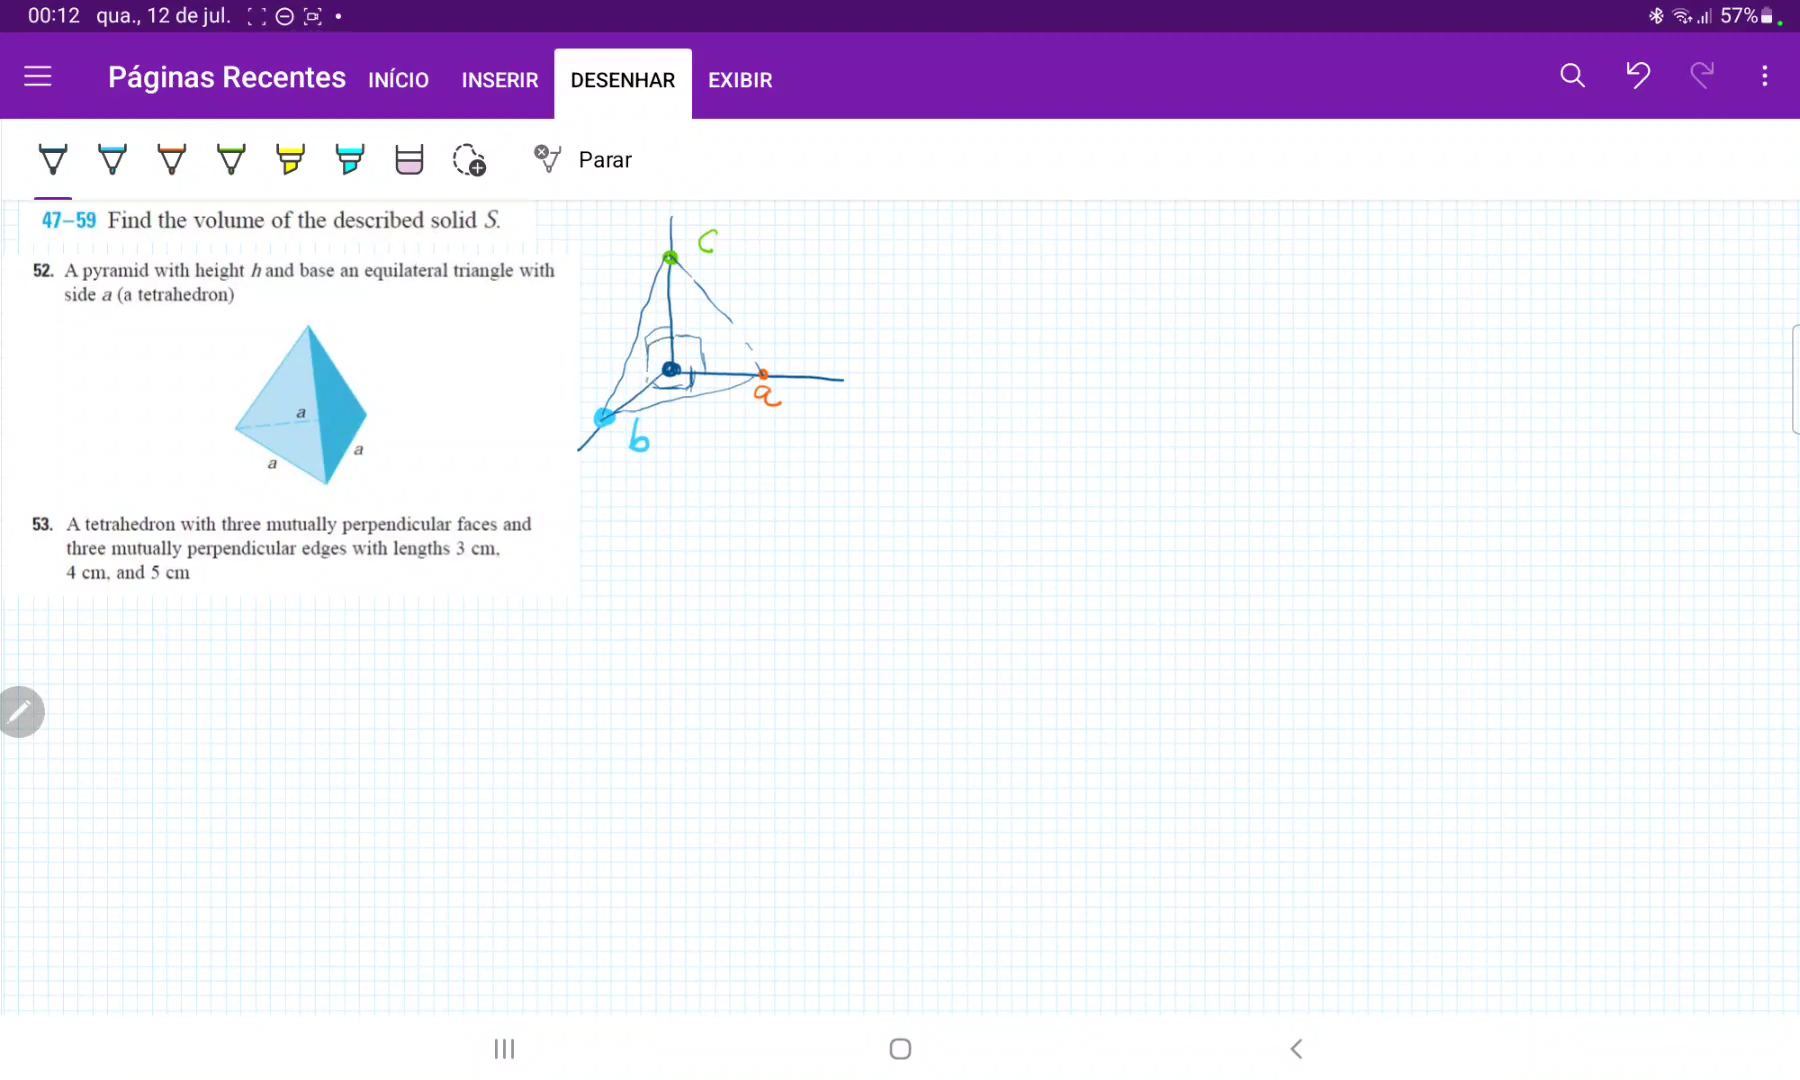 00:12 qua., 12 de jul. 57%
Páginas Recentes INÍCIO INSERIR DESENHAR EXIBIR
Parar
47–59 Find the volume of the described solid S.
52. A pyramid with height h and base an equilateral triangle with
side a (a tetrahedron)
a
a
a
53. A tetrahedron with three mutually perpendicular faces and
three mutually perpendicular edges with lengths 3 cm,
4 cm, and 5 cm
c
a
b